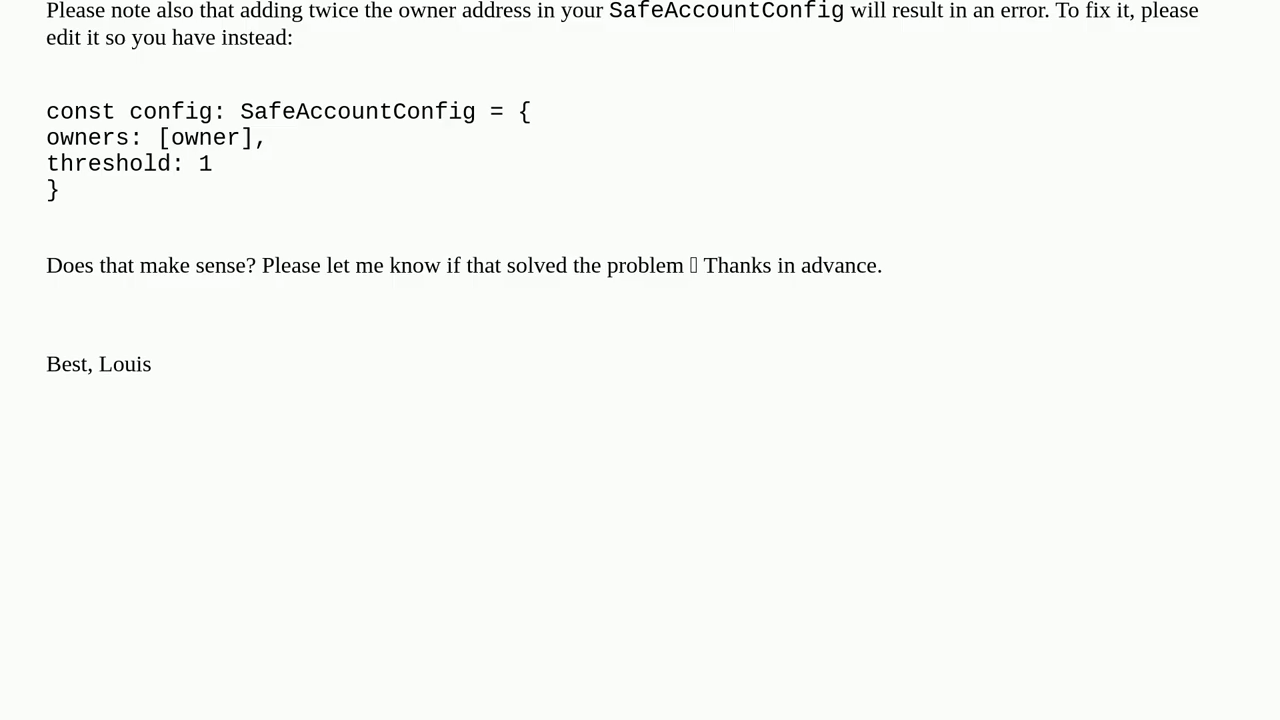 Please note also that adding twice the owner address in your SafeAccountConfig will result in an error. To fix it, please
edit it so you have instead:
const config: SafeAccountConfig = {
owners: [owner],
threshold: 1
}
Does that make sense? Please let me know if that solved the problem Thanks in advance.
Best, Louis